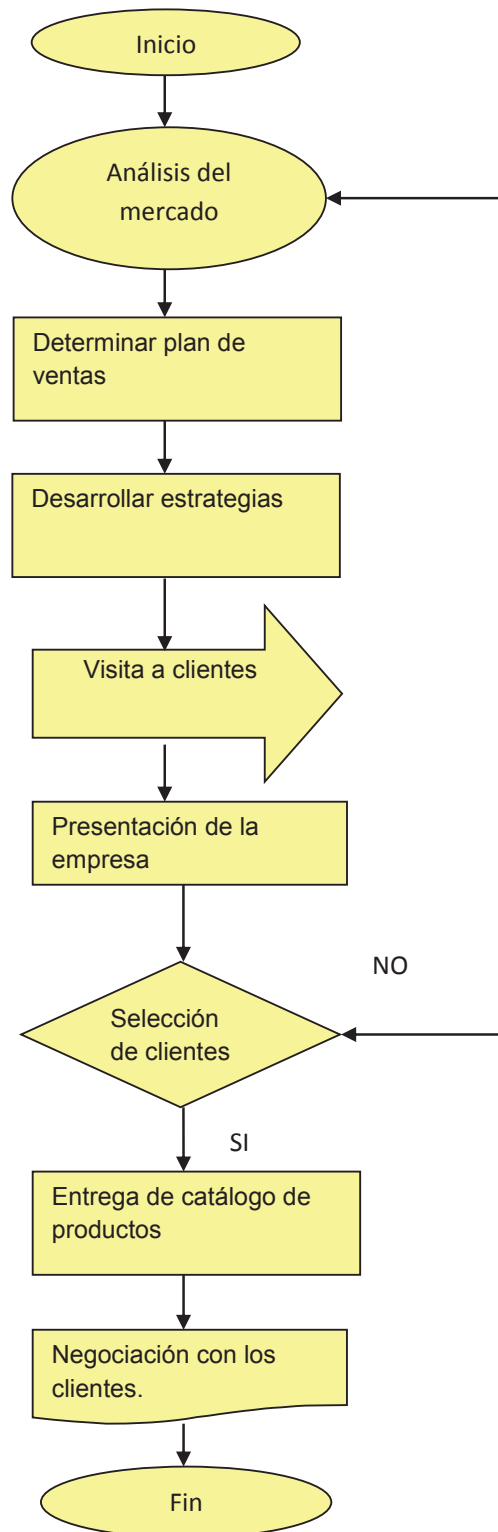 Inicio
Análisis del
mercado
Determinar plan de
ventas
Desarrollar estrategias
Visita a clientes
Presentación de la
empresa
NO
Selección
de clientes
SI
Entrega de catálogo de
productos
Negociación con los
clientes.
Fin